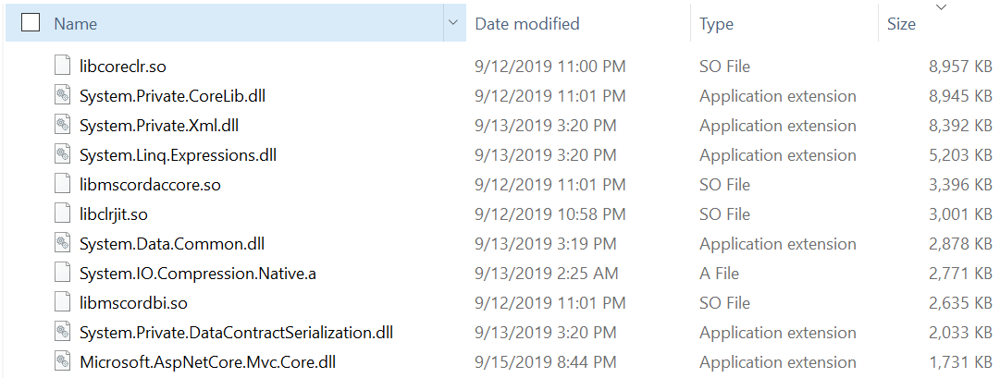 Name Date modified Type Size
libcoreclr.so 9/12/2019 11:00 PM SO File 8,957 KB
System.Private.CoreLib.dll 9/12/2019 11:01 PM Application extension 8,945 KB
System.Private.Xml.dll 9/13/2019 3:20 PM Application extension 8,392 KB
System.Linq.Expressions.dll 9/13/2019 3:20 PM Application extension 5,203 KB
libmscordaccore.so 9/12/2019 11:01 PM SO File 3,396 KB
libclrjit.so 9/12/2019 10:58 PM SO File 3,001 KB
System.Data.Common.dll 9/13/2019 3:19 PM Application extension 2,878 KB
System.IO.Compression.Native.a 9/13/2019 2:25 AM A File 2,771 KB
libmscordbi.so 9/12/2019 11:01 PM SO File 2,635 KB
System.Private.DataContractSerialization.dll 9/13/2019 3:20 PM Application extension 2,033 KB
Microsoft.AspNetCore.Mvc.Core.dll 9/15/2019 8:44 PM Application extension 1,731 KB